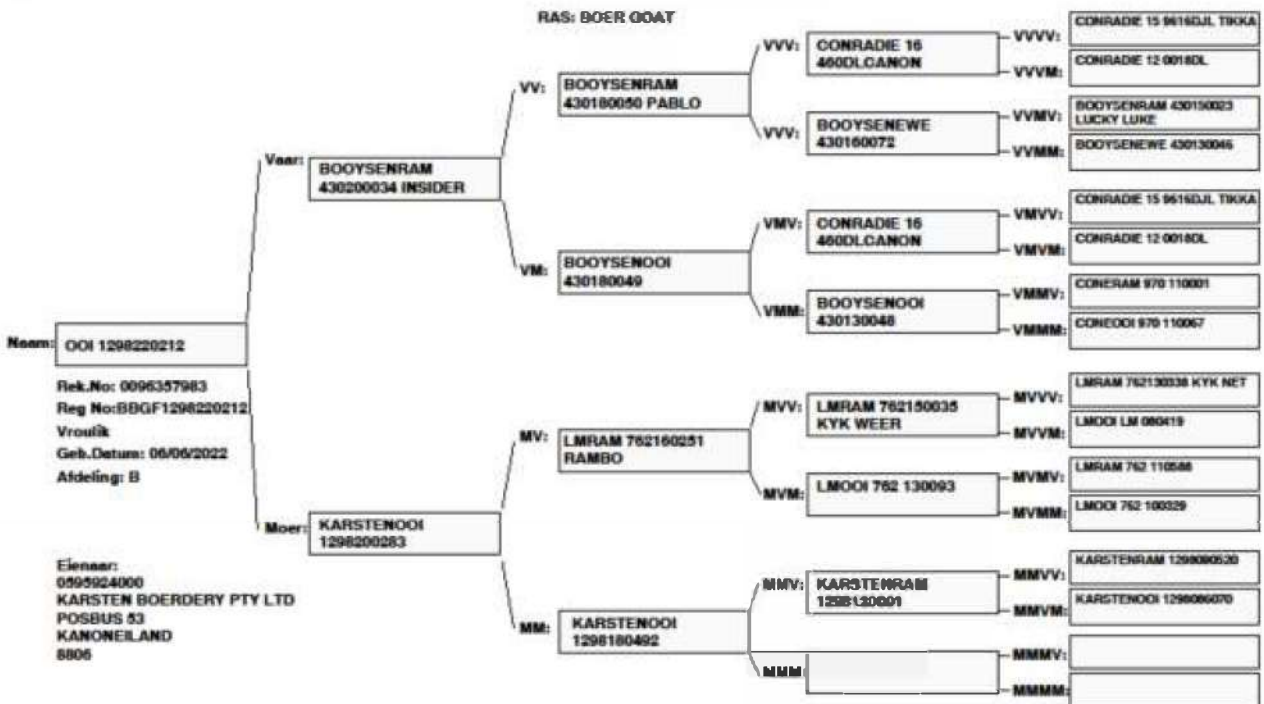 RAS: BOER GOAT
Naam: OOI 1298220212
Rek.No: 0096357983
Reg No:BBGF1298220212
Vroulik
Geb.Datum: 06/06/2022
Afdeling: B
Eienaar:
0595924000
KARSTEN BOERDERY PTY LTD
POSBUS 53
KANONEILAND
8806
Vaar: BOOYSENRAM
430200034 INSIDER
Moer: KARSTENOOI
1298200283
VV: BOOYSENRAM
430180050 PABLO
VM: BOOYSENOOI
430180049
MV: LMRAM 762160251
RAMBO
MM: KARSTENOOI
1298180492
VVV: CONRADIE 16
460DLCANON
VVV: BOOYSENEWE
430160072
VMV: CONRADIE 16
460DLCANON
VMM: BOOYSENOOI
430130048
MVV: LMRAM 762150035
KYK WEER
MVM: LMOOI 762 130093
MMV: KARSTENRAM
1298130001
MMM:
VVVV: CONRADIE 15 9616DJL TIKKA
VVVM: CONRADIE 12 0018DL
VVMV: BOOYSENRAM 430150023
LUCKY LUKE
VVMM: BOOYSENEWE 430130046
VMVV: CONRADIE 15 9616DJL TIKKA
VMVM: CONRADIE 12 0018DL
VMMV: CONERAM 970 110001
VMMM: CONEOOI 970 110067
MVVV: LMRAM 762130338 KYK NET
MVVM: LMOOI LM 080419
MVMV: LMRAM 762 110588
MVMM: LMOOI 762 100329
MMVV: KARSTENRAM 1298090520
MMVM: KARSTENOOI 1298086070
MMMV:
MMMM: